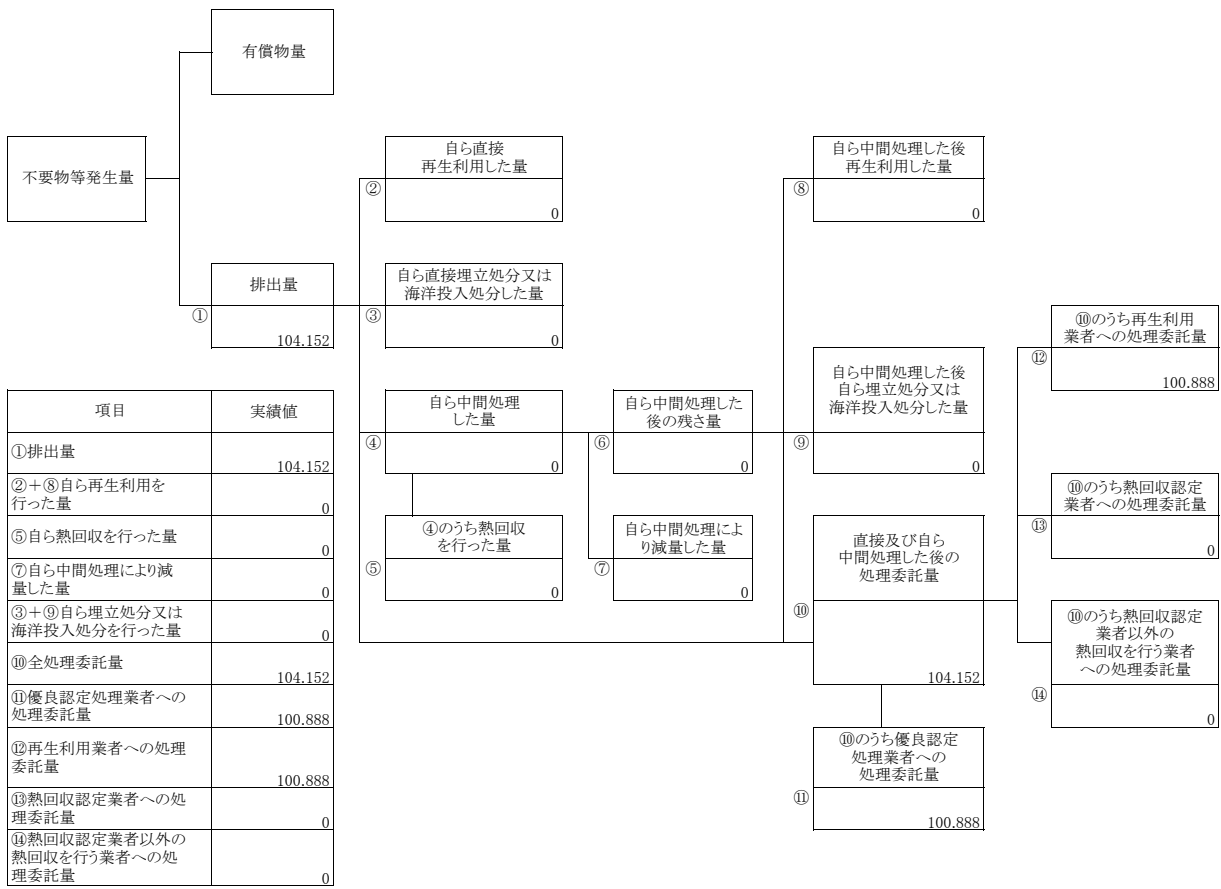 有償物量
不要物等発生量
自ら直接
再生利用した量
②
0
自ら中間処理した後
再生利用した量
⑧
0
排出量
①
104.152
自ら直接埋立処分又は
海洋投入処分した量
③
0
⑩のうち再生利用
業者への処理委託量
⑫
100.888
自ら中間処理
した量
④
0
自ら中間処理した
後の残さ量
⑥
0
自ら中間処理した後
自ら埋立処分又は
海洋投入処分した量
⑨
0
⑩のうち熱回収認定
業者への処理委託量
⑬
0
④のうち熱回収
を行った量
⑤
0
自ら中間処理によ
り減量した量
⑦
0
直接及び自ら
中間処理した後の
処理委託量
⑩
104.152
⑩のうち熱回収認定
業者以外の
熱回収を行う業者
への処理委託量
⑭
0
⑩のうち優良認定
処理業者への
処理委託量
⑪
100.888
項目 実績値
①排出量
104.152
②+⑧自ら再生利用を
行った量
0
⑤自ら熱回収を行った量
0
⑦自ら中間処理により減
量した量
0
③+⑨自ら埋立処分又は
海洋投入処分を行った量
0
⑩全処理委託量
104.152
⑪優良認定処理業者への
処理委託量
100.888
⑫再生利用業者への処理
委託量
100.888
⑬熱回収認定業者への処
理委託量
0
⑭熱回収認定業者以外の
熱回収を行う業者への処
理委託量
0